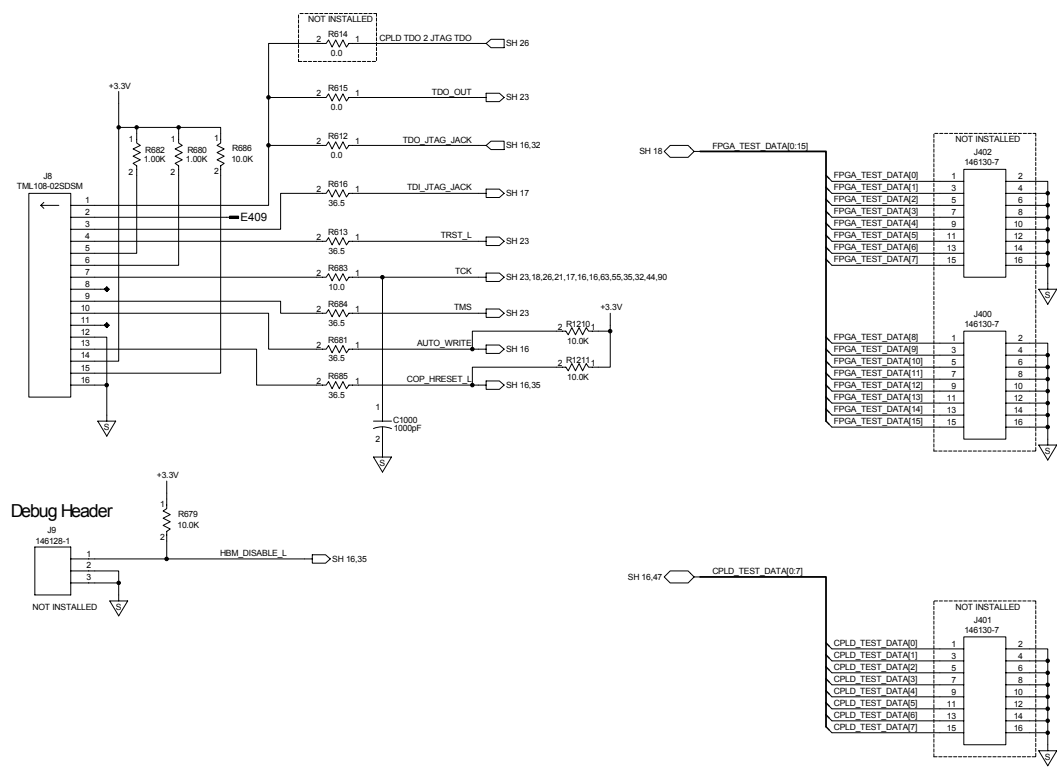 NOT INSTALLED
R614
2 1 CPLD TDO 2 JTAG TDO SH 26
0.0
+3.3V
R615
2 1 TDO_OUT SH 23
0.0
R612
2 1 TDO_JTAG_JACK SH 16,32
0.0
1 1 1
R682 R680 R686
1.00K 1.00K 10.0K
2 2 2
J8
TML108-02SDSM
1
2
3
4
5
6
7
8
9
10
11
12
13
14
15
16
E409
R616
2 1 TDI_JTAG_JACK SH 17
36.5
R613
2 1 TRST_L SH 23
36.5
R683
2 1 TCK SH 23,18,26,21,17,16,16,63,55,35,32,44,90
10.0
R684
2 1 TMS SH 23
36.5
R681
2 1 AUTO_WRITE SH 16
36.5
R685
2 1 COP_HRESET_L SH 16,35
36.5
+3.3V
2 R1210 1
10.0K
2 R1211 1
10.0K
1
C1000
1000pF
2
S
S
SH 18 FPGA_TEST_DATA[0:15]
NOT INSTALLED
J402
146130-7
FPGA_TEST_DATA[0] 1 2
FPGA_TEST_DATA[1] 3 4
FPGA_TEST_DATA[2] 5 6
FPGA_TEST_DATA[3] 7 8
FPGA_TEST_DATA[4] 9 10
FPGA_TEST_DATA[5] 11 12
FPGA_TEST_DATA[6] 13 14
FPGA_TEST_DATA[7] 15 16
S
J400
146130-7
FPGA_TEST_DATA[8] 1 2
FPGA_TEST_DATA[9] 3 4
FPGA_TEST_DATA[10] 5 6
FPGA_TEST_DATA[11] 7 8
FPGA_TEST_DATA[12] 9 10
FPGA_TEST_DATA[13] 11 12
FPGA_TEST_DATA[14] 13 14
FPGA_TEST_DATA[15] 15 16
S
+3.3V
1
R679
10.0K
2
Debug Header
J9
146128-1
1 HBM_DISABLE_L SH 16,35
2
3
NOT INSTALLED
S
SH 16,47 CPLD_TEST_DATA[0:7]
NOT INSTALLED
J401
146130-7
CPLD_TEST_DATA[0] 1 2
CPLD_TEST_DATA[1] 3 4
CPLD_TEST_DATA[2] 5 6
CPLD_TEST_DATA[3] 7 8
CPLD_TEST_DATA[4] 9 10
CPLD_TEST_DATA[5] 11 12
CPLD_TEST_DATA[6] 13 14
CPLD_TEST_DATA[7] 15 16
S